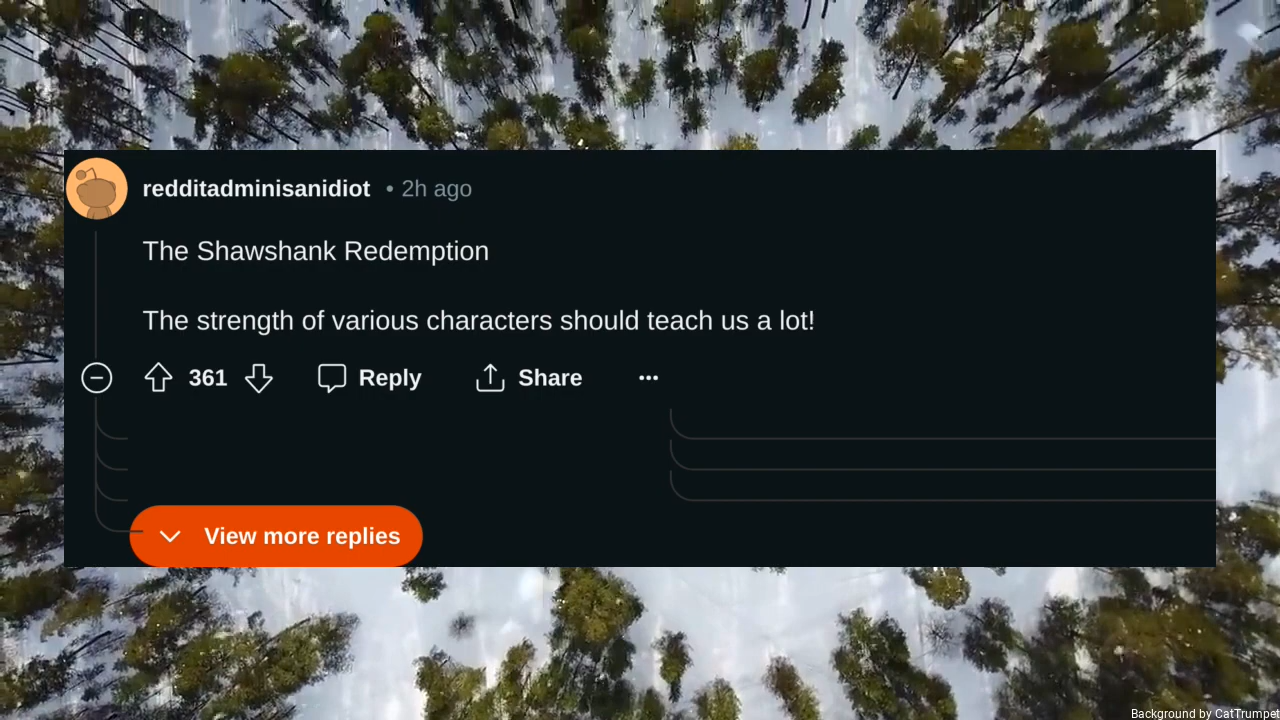 redditadminisanidiot • 2h ago
The Shawshank Redemption
The strength of various characters should teach us a lot!
361 Reply Share
View more replies
Background by CatTrumpet